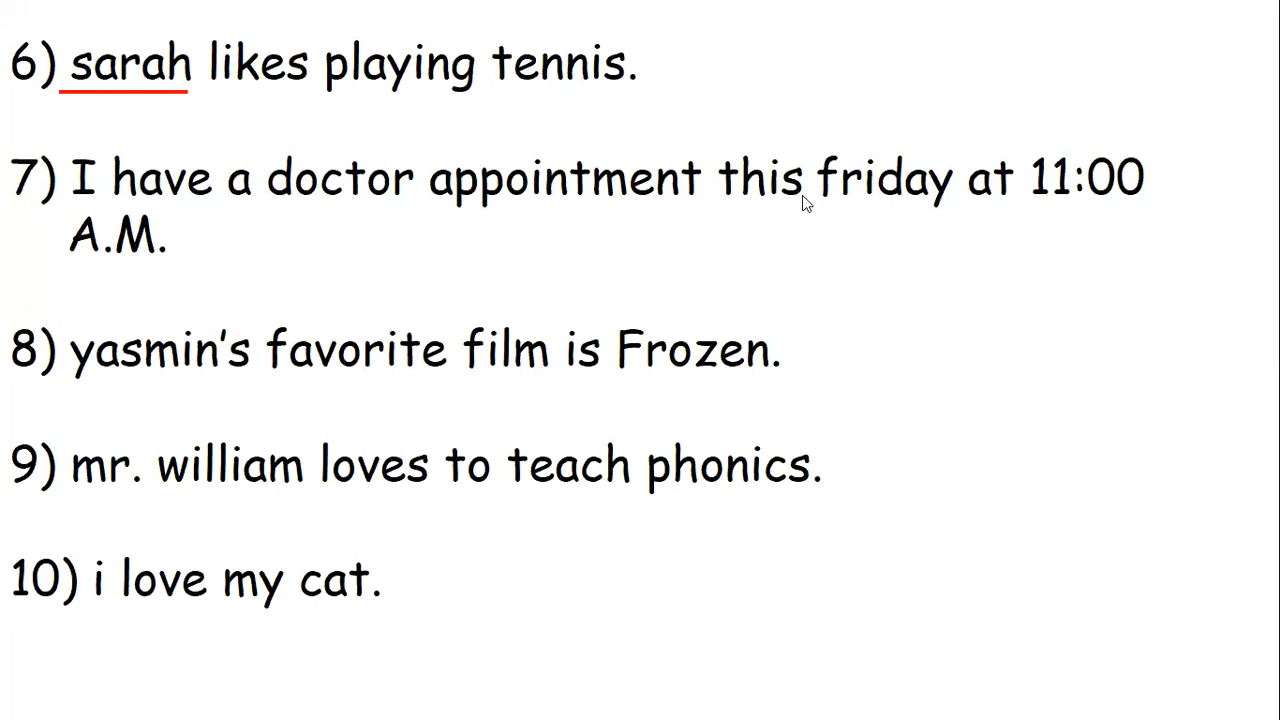 6) sarah likes playing tennis.
7) I have a doctor appointment this friday at 11:00
A.M.
8) yasmin's favorite film is Frozen.
9) mr. william loves to teach phonics.
10) i love my cat.